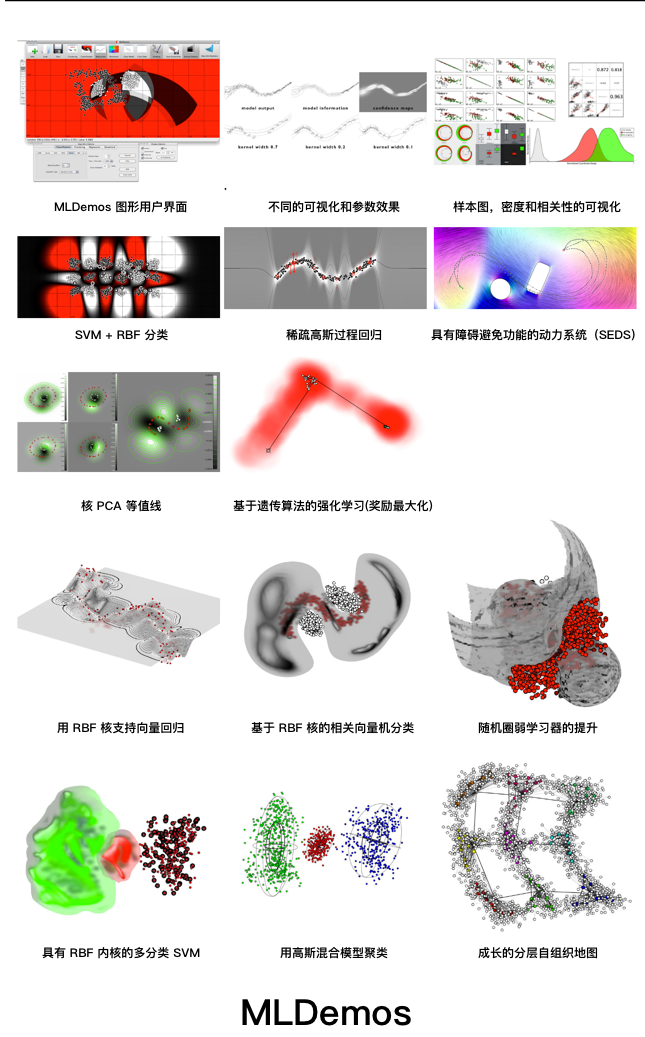 model output
model information
confidence maps
kernel width 0.7
kernel width 0.2
kernel width 0.1
0.872
0.818
0.963
MLDemos 图形用户界面
不同的可视化和参数效果
样本图，密度和相关性的可视化
SVM + RBF 分类
稀疏高斯过程回归
具有障碍避免功能的动力系统（SEDS）
核 PCA 等值线
基于遗传算法的强化学习(奖励最大化)
用 RBF 核支持向量回归
基于 RBF 核的相关向量机分类
随机圈弱学习器的提升
具有 RBF 内核的多分类 SVM
用高斯混合模型聚类
成长的分层自组织地图
MLDemos